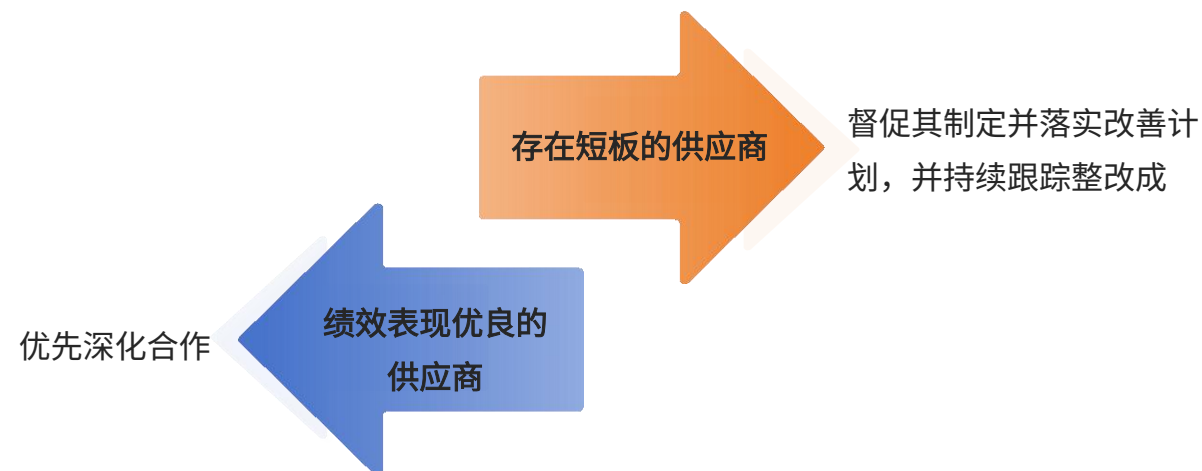 存在短板的供应商
督促其制定并落实改善计
划，并持续跟踪整改成
优先深化合作
绩效表现优良的
供应商